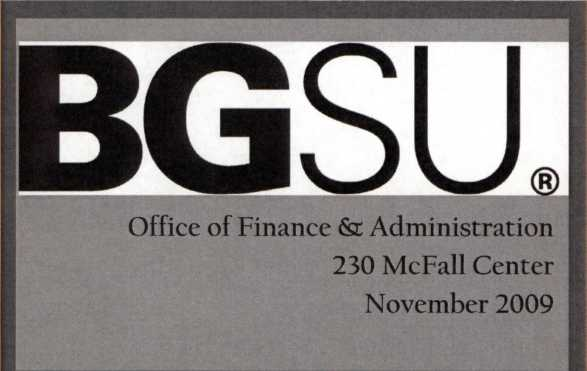 BGSU®
Office of Finance & Administration
230 McFall Center
November 2009